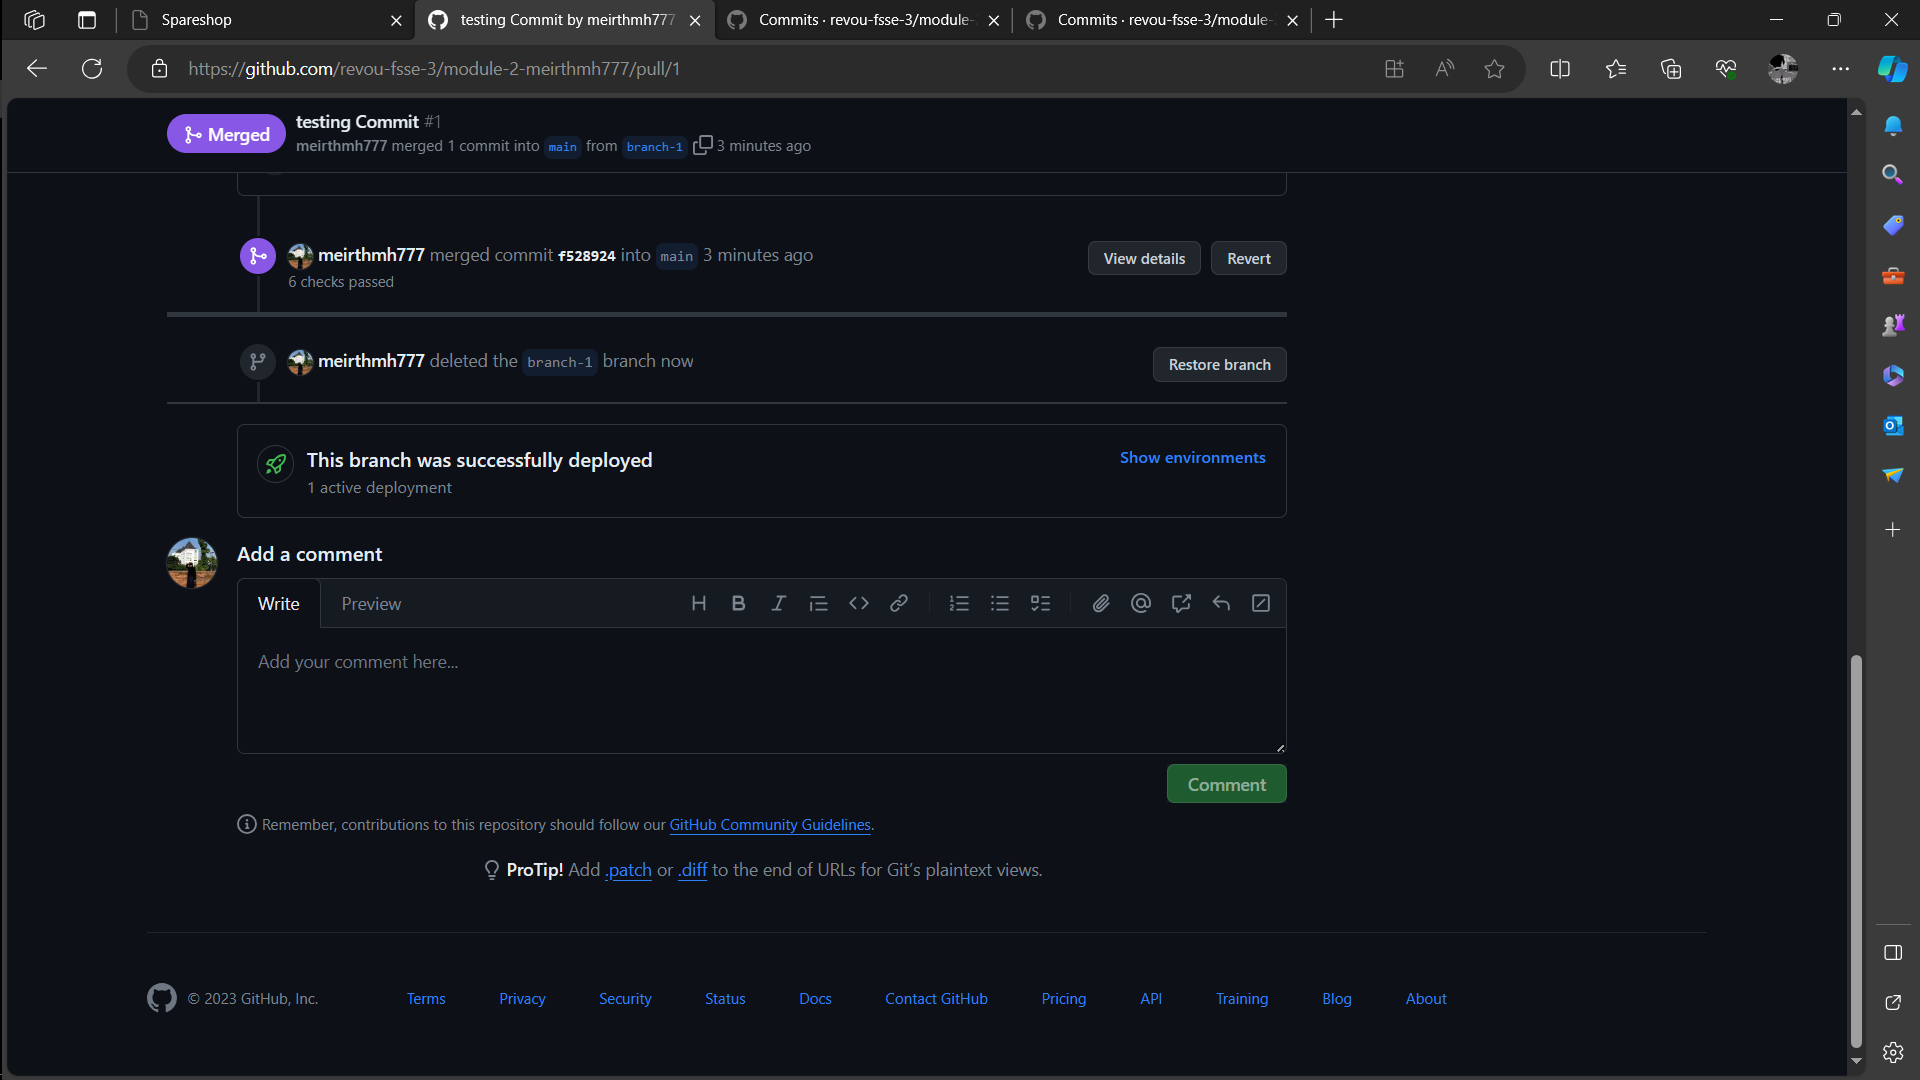 Spareshop
testing Commit by meirthmh777
Commits · revou-fsse-3/module-
Commits · revou-fsse-3/module-
https://github.com/revou-fsse-3/module-2-meirthmh777/pull/1
Merged
testing Commit #1
meirthmh777 merged 1 commit into main from branch-1 3 minutes ago
meirthmh777 merged commit f528924 into main 3 minutes ago
View details
Revert
6 checks passed
meirthmh777 deleted the branch-1 branch now
Restore branch
This branch was successfully deployed
Show environments
1 active deployment
Add a comment
Write
Preview
Add your comment here...
Comment
Remember, contributions to this repository should follow our GitHub Community Guidelines.
ProTip! Add .patch or .diff to the end of URLs for Git's plaintext views.
© 2023 GitHub, Inc.
Terms
Privacy
Security
Status
Docs
Contact GitHub
Pricing
API
Training
Blog
About